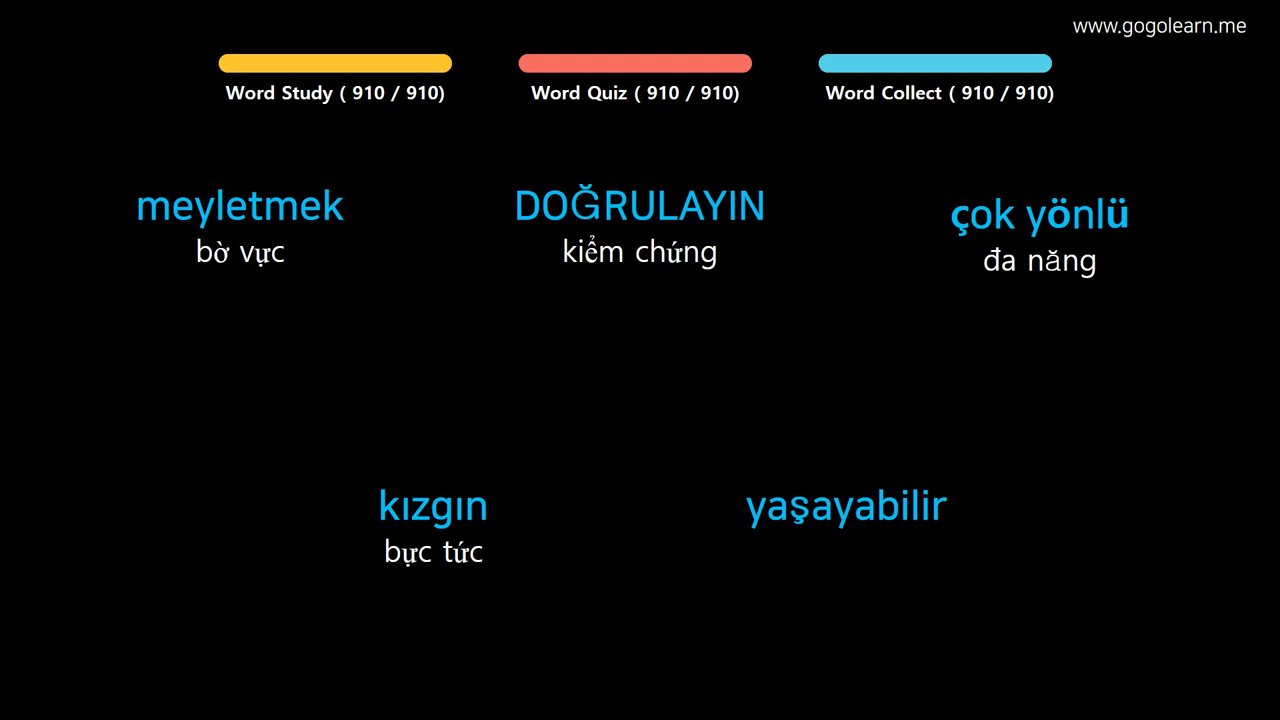 www.gogolearn.me
Word Study ( 910 / 910)
Word Quiz ( 910 / 910)
Word Collect ( 910 / 910)
meyletmek
bờ vực
DOĞRULAYIN
kiểm chứng
çok yönlü
đa năng
kızgın
bực tức
yaşayabilir